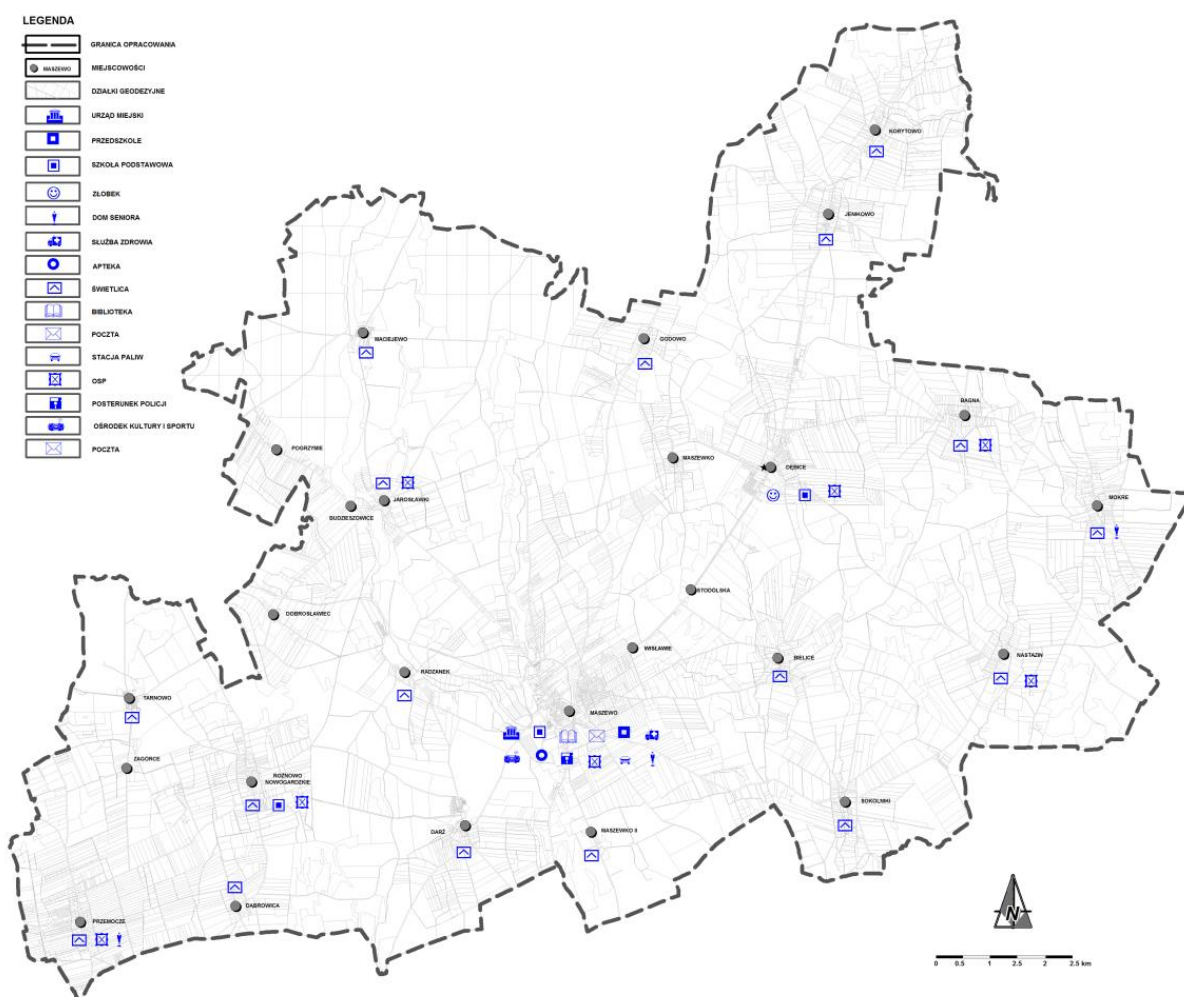 LEGENDA
GRANICA OPRACOWANIA
MASZEWO MIEJSCOWOŚCI
DZIAŁKI GEODEZYJNE
URZĄD MIEJSKI
PRZEDSZKOLE
SZKOŁA PODSTAWOWA
ŻŁOBEK
DOM SENIORA
SŁUŻBA ZDROWIA
APTEKA
ŚWIETLICA
BIBLIOTEKA
POCZTA
STACJA PALIW
OSP
POSTERUNEK POLICJI
OŚRODEK KULTURY I SPORTU
POCZTA
KORYTOWO
JENIKOWO
MACIEJEWO
GODOWO
BAGNA
POGRZYMIE
MASZEWKO
DĘBICE
JAROSŁAWKI
BUDZIESZOWICE
MOKRE
STODÓLSKA
DOBROSŁAWIEC
WISŁAWIE
BIELICE
NASTAZIN
RADZANEK
TARNOWO
MASZEWO
ZAGÓRCE
ROŻNOWO
NOWOGARDZKIE
SOKOLNIKI
DARŻ
MASZEWKO II
DĄBROWICA
PRZEMOCZE
N
0 0.5 1 2.5 2 2.5 km